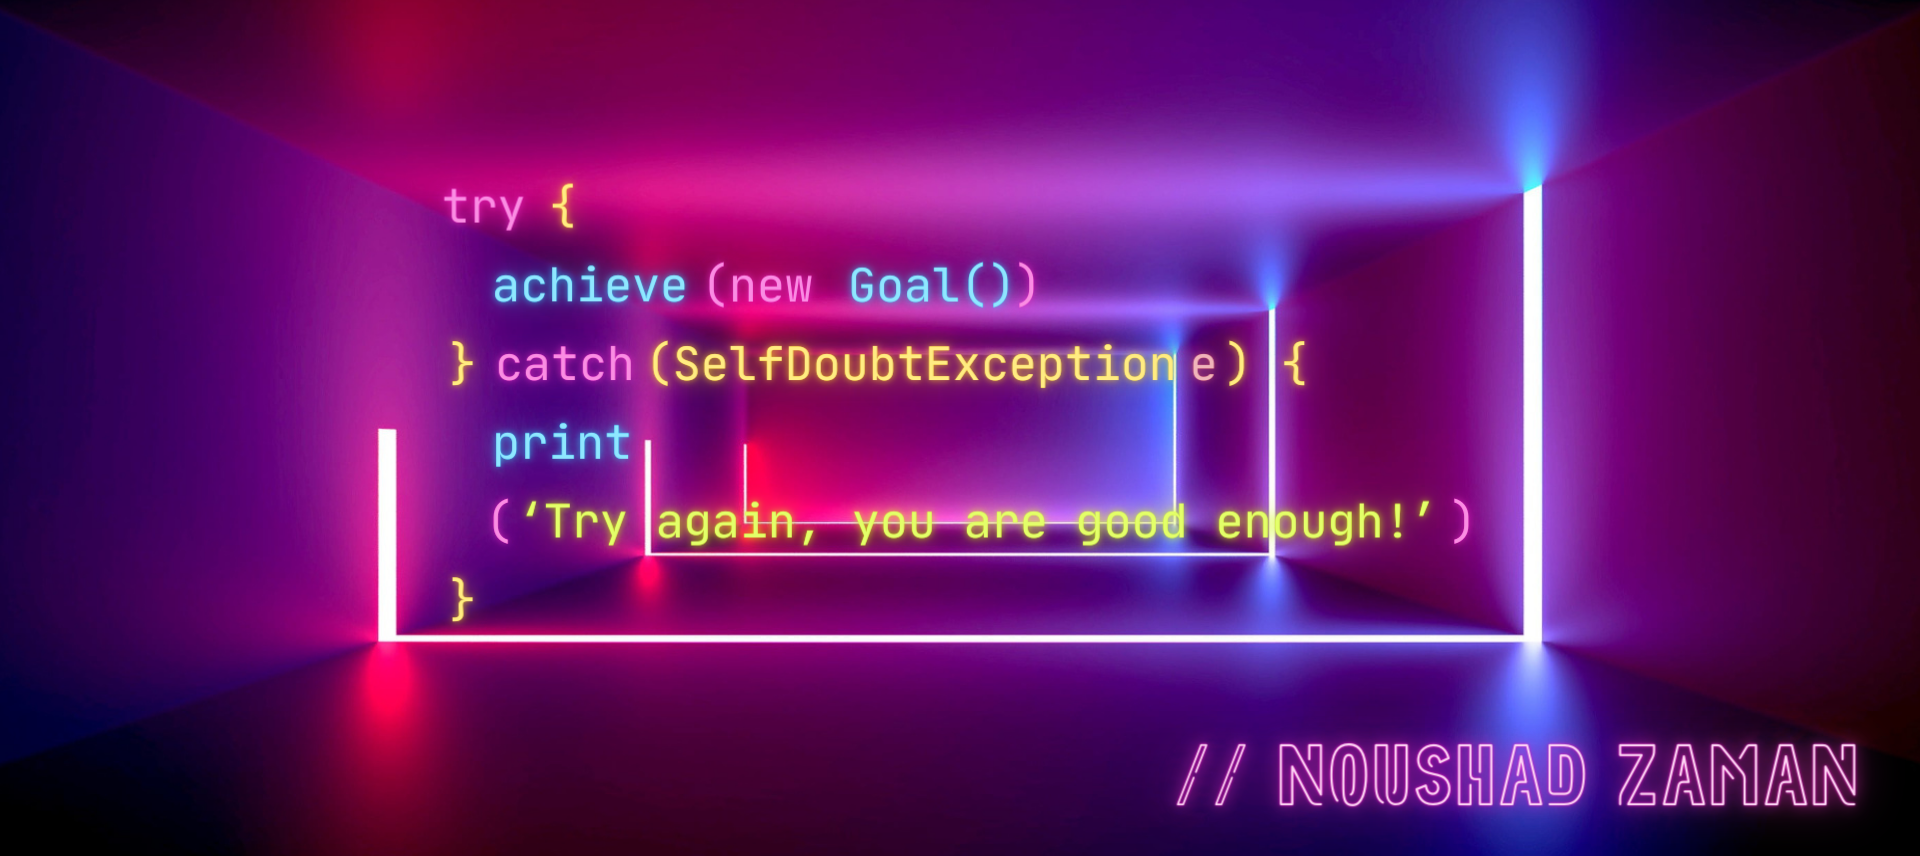 try {
achieve(new Goal())
} catch(SelfDoubtException e) {
print
(‘Try again, you are good enough!’)
}
// NOUSHAD ZAMAN